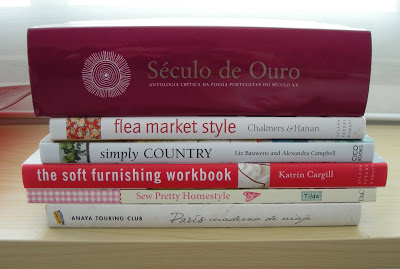 Século de Ouro
ANTOLOGIA CRÍTICA DA POESIA PORTUGUESA DO SÉCULO XX
flea market style Chalmers & Hanan
simply COUNTRY Liz Bauwens and Alexandra Campbell
the soft furnishing workbook Katrin Cargill
Sew Pretty Homestyle Tilda
ANAYA TOURING CLUB París cuaderno de viaje